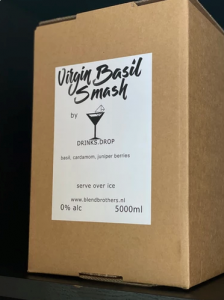 Virgin Basil
Smash
by
DRINKS.DROP
basil, cardamom, juniper berries
serve over ice
www.blendbrothers.nl
0% alc 5000ml